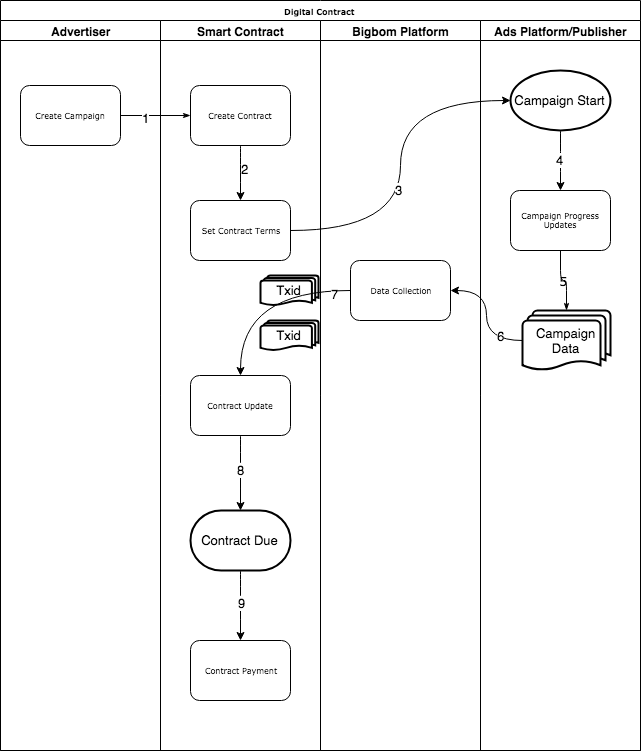 Digital Contract
Advertiser
Smart Contract
Bigbom Platform
Ads Platform/Publisher
Create Campaign
1
Create Contract
Campaign Start
2
3
4
Set Contract Terms
Campaign Progress
Updates
5
Txid
7
Data Collection
6
Txid
Campaign
Data
Contract Update
8
Contract Due
9
Contract Payment